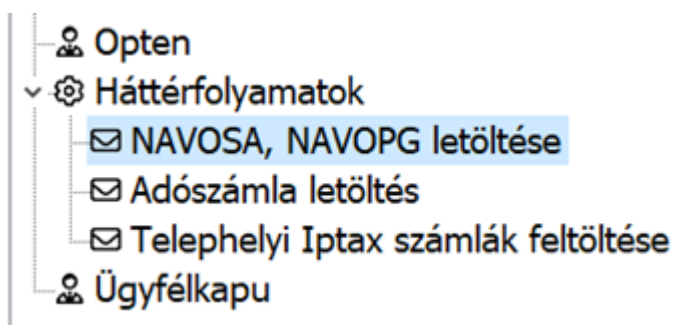 Opten
Háttérfolyamatok
NAVOSA, NAVOPG letöltése
Adószámla letöltés
Telephelyi Iptax számlák feltöltése
Ügyfélkapu